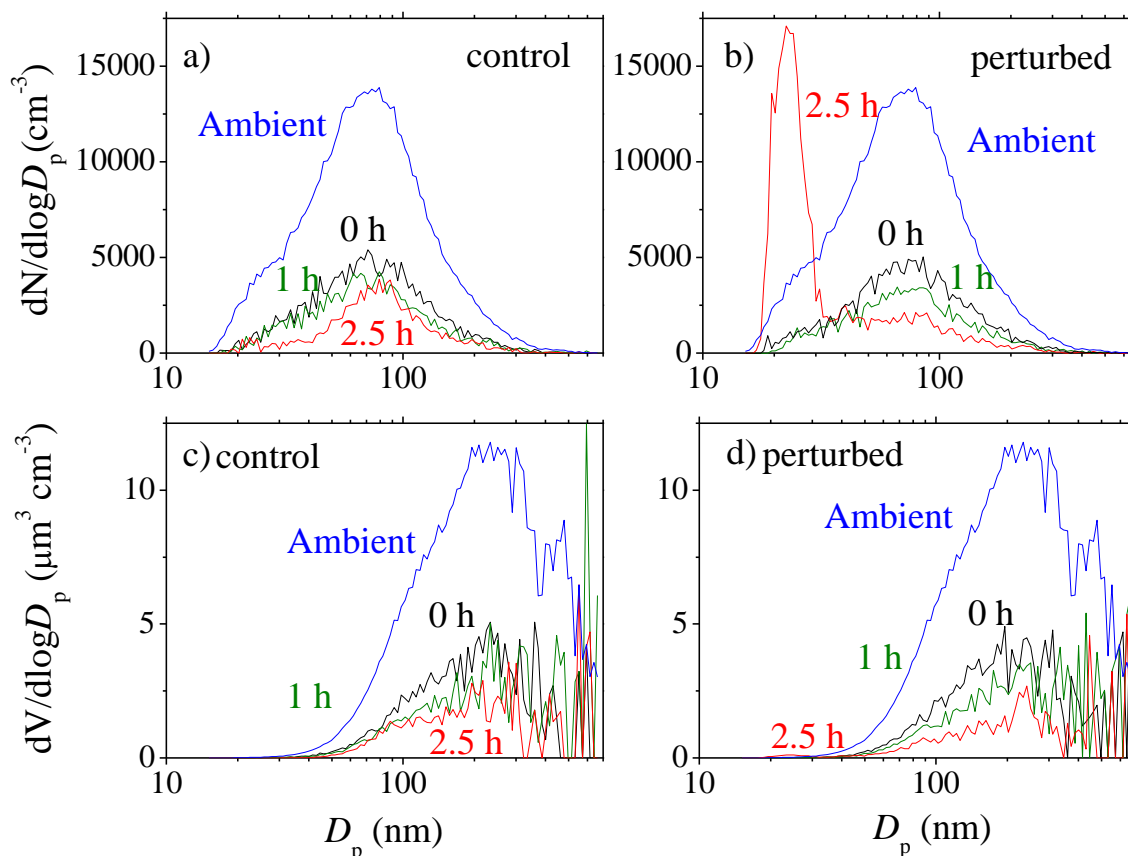 a) control
Ambient
0 h
1 h
2.5 h
15000
10000
5000
0
10 100
dN/dlogDp (cm-3)
b) perturbed
2.5 h
Ambient
0 h
1 h
15000
10000
5000
0
10 100
c) control
Ambient
0 h
1 h
2.5 h
10
5
0
10 100
dV/dlogDp (μm3 cm-3)
Dp (nm)
d) perturbed
Ambient
0 h
1 h
2.5 h
10
5
0
10 100
Dp (nm)